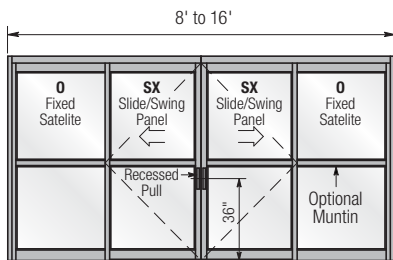 8' to 16'
O
Fixed
Satelite
SX
Slide/Swing
Panel
SX
Slide/Swing
Panel
O
Fixed
Satelite
Recessed
Pull
36"
Optional
Muntin